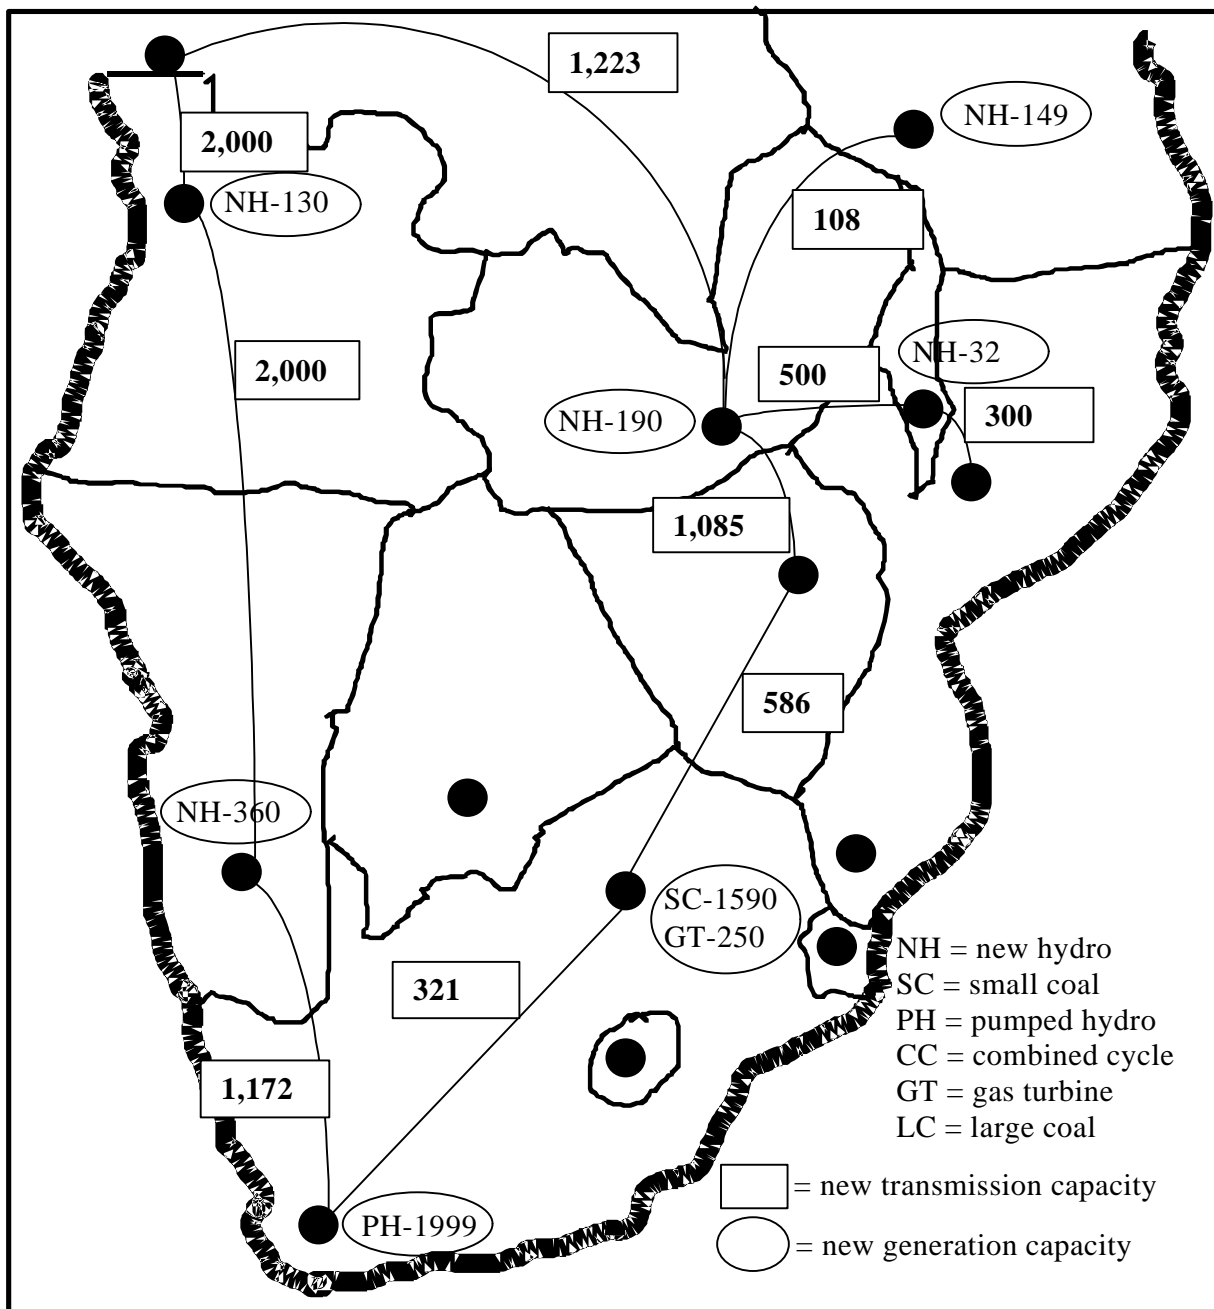 1,223
NH-149
2,000
NH-130
108
2,000
500
NH-32
NH-190
300
1,085
586
NH-360
SC-1590
GT-250
321
1,172
PH-1999
NH = new hydro
SC = small coal
PH = pumped hydro
CC = combined cycle
GT = gas turbine
LC = large coal
= new transmission capacity
= new generation capacity